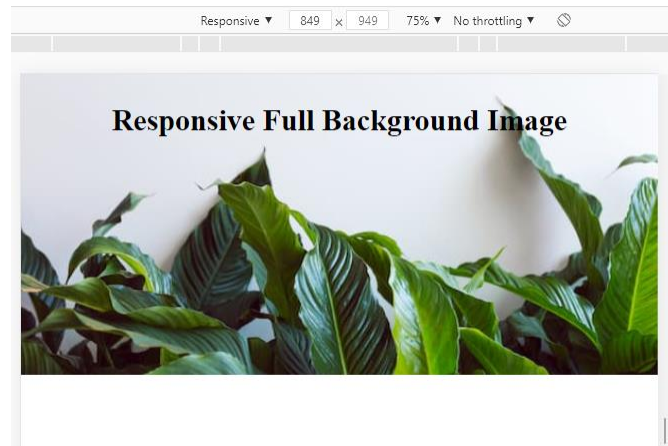 Responsive ▼ 849 x 949 75% ▼ No throttling ▼
Responsive Full Background Image